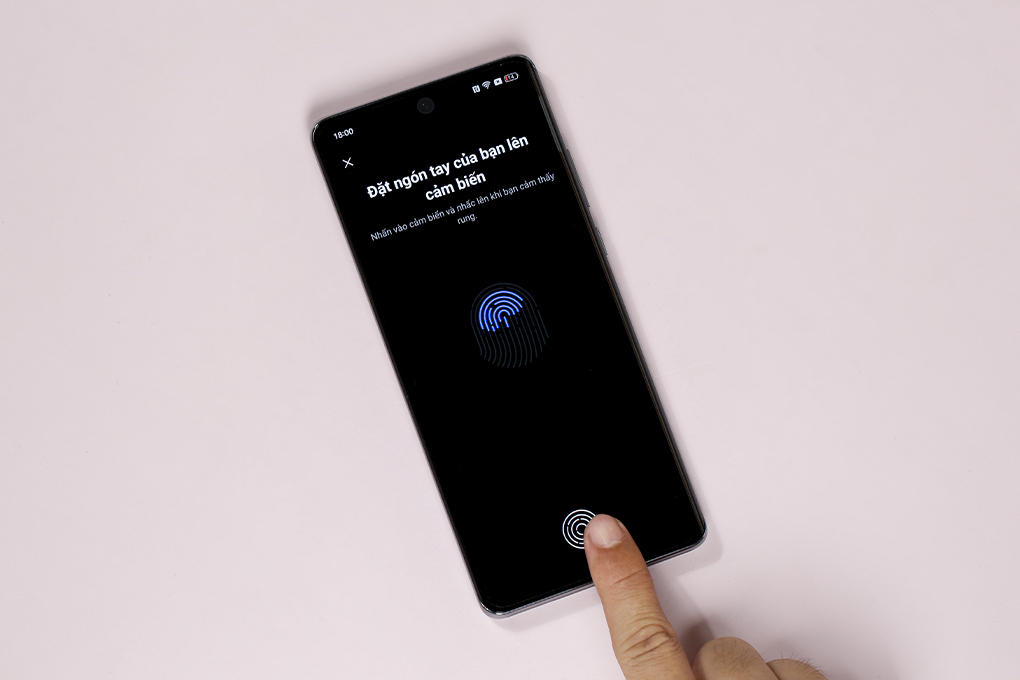 18:00
14
Đặt ngón tay của bạn lên
cảm biến
Nhấn vào cảm biến và nhấc lên khi bạn cảm thấy
rung.